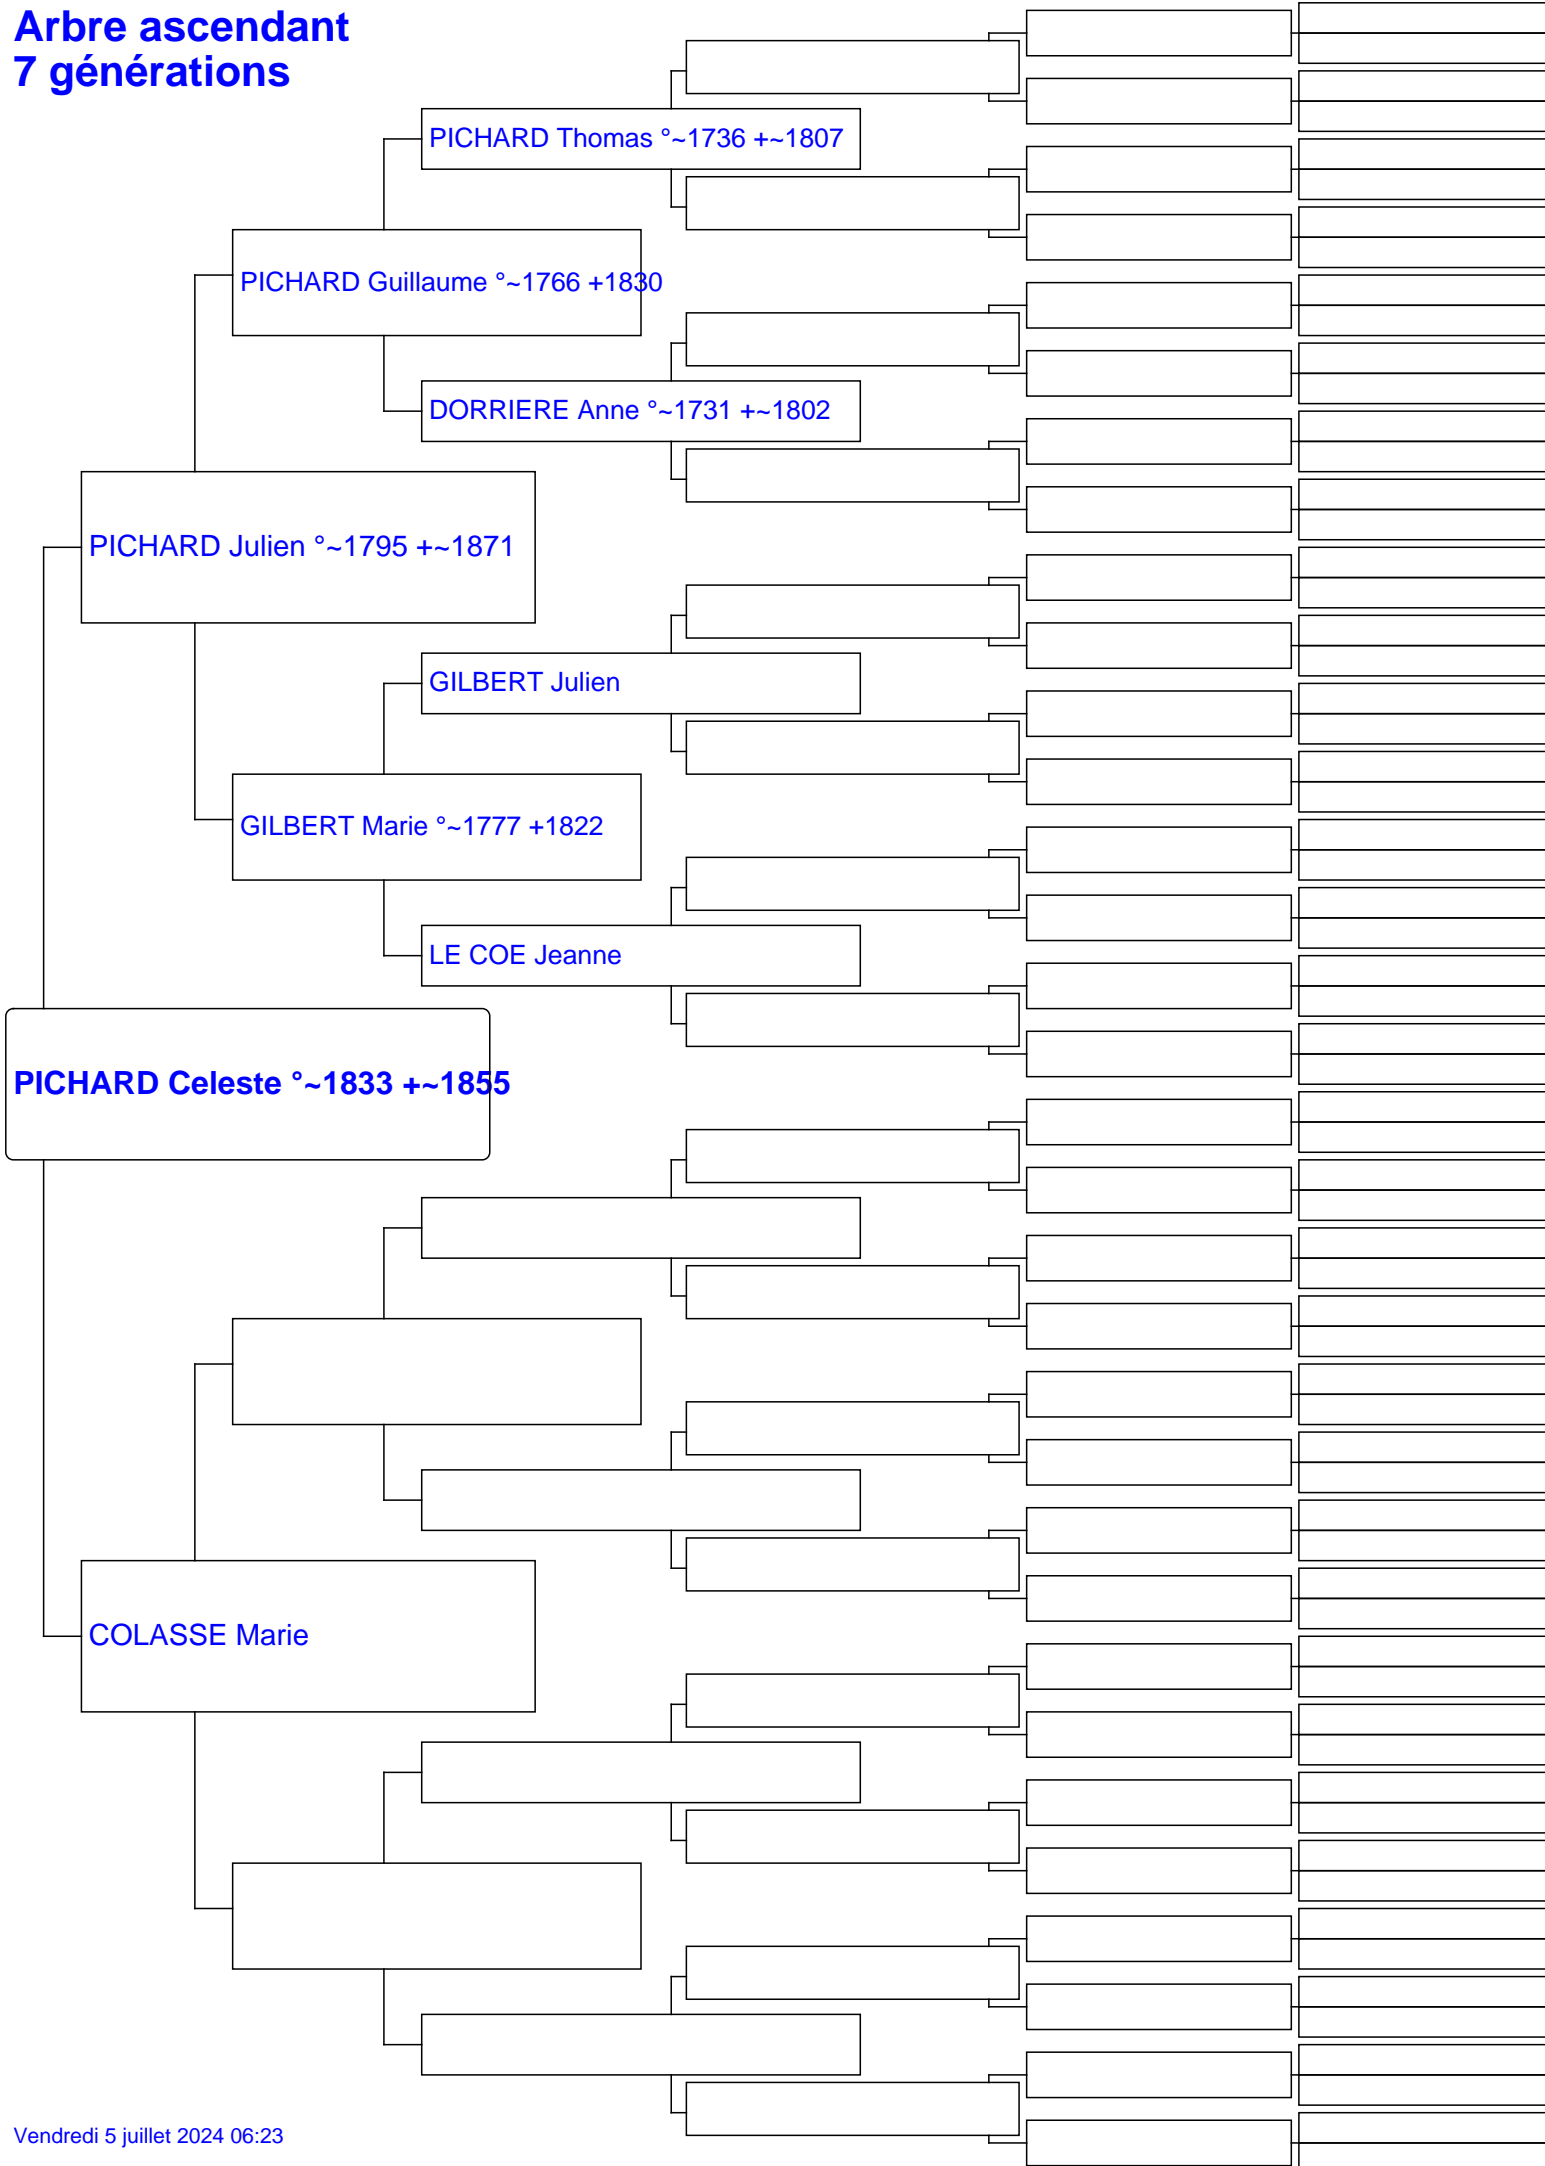 Arbre ascendant
7 générations
PICHARD Thomas °~1736 +~1807
PICHARD Guillaume °~1766 +1830
DORRIERE Anne °~1731 +~1802
PICHARD Julien °~1795 +~1871
GILBERT Julien
GILBERT Marie °~1777 +1822
LE COE Jeanne
PICHARD Celeste °~1833 +~1855
COLASSE Marie
Vendredi 5 juillet 2024 06:23